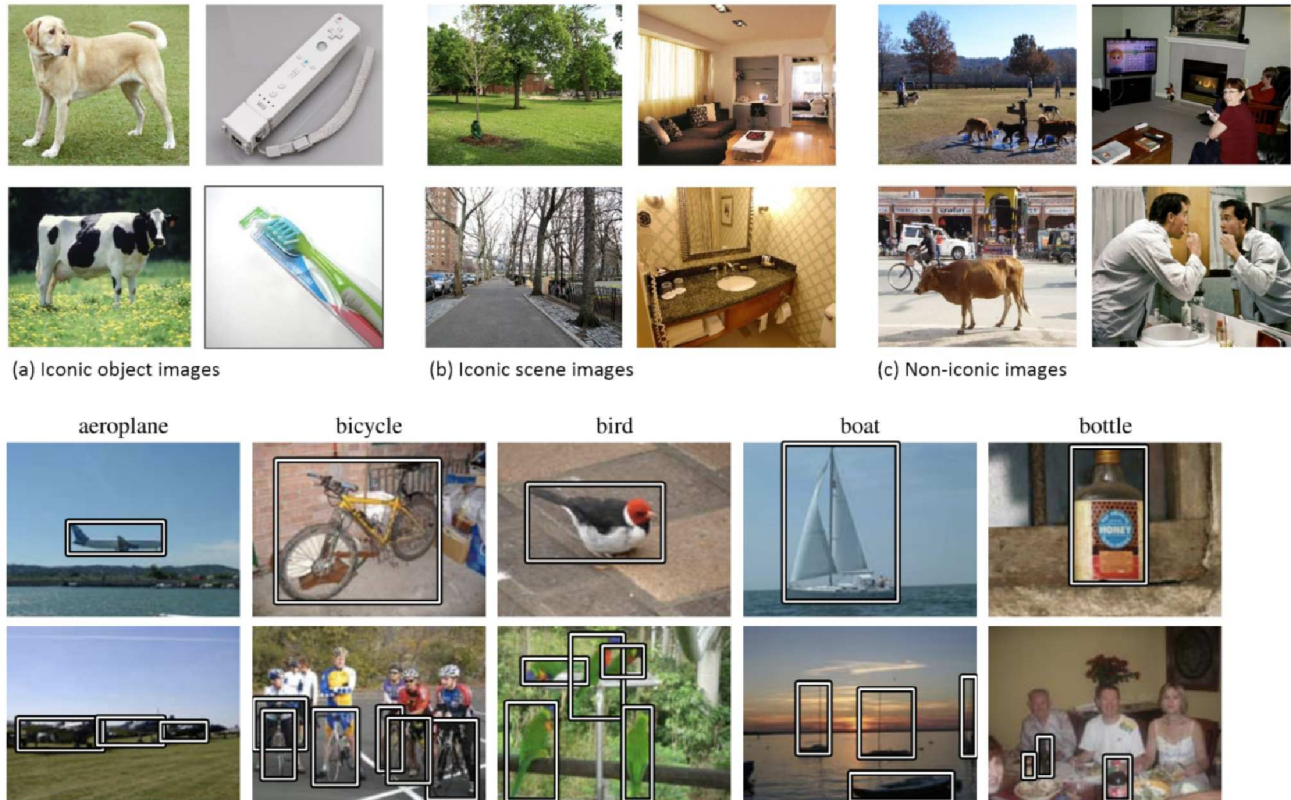 (a) Iconic object images
(b) Iconic scene images
(c) Non-iconic images
aeroplane
bicycle
bird
boat
bottle
HONEY